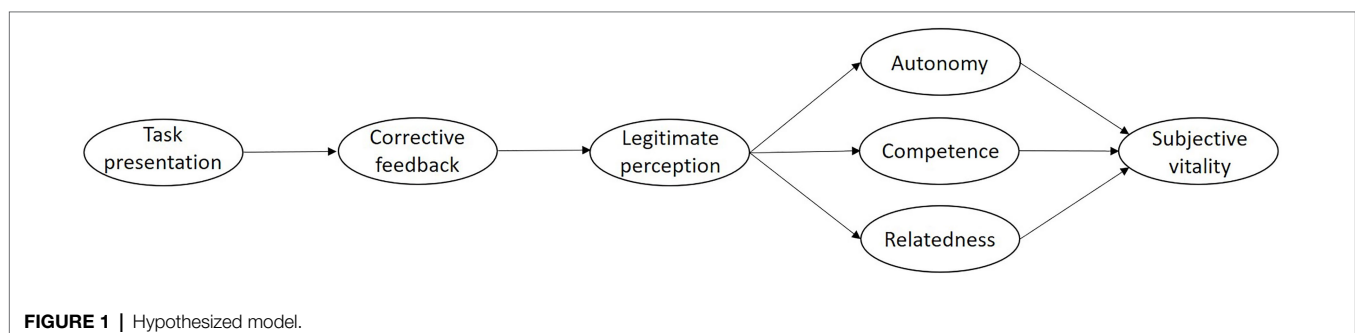 Task
presentation
Corrective
feedback
Legitimate
perception
Autonomy
Competence
Relatedness
Subjective
vitality
FIGURE 1 | Hypothesized model.